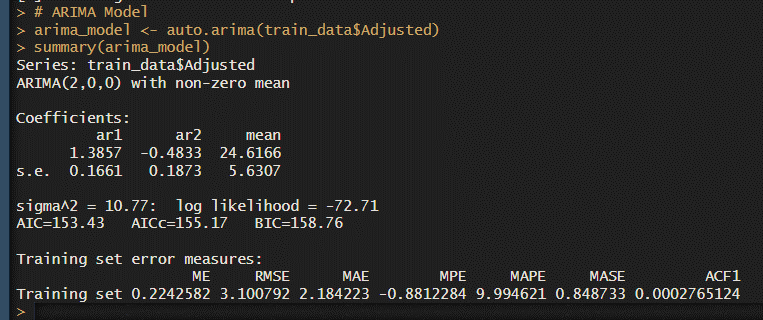 > # ARIMA Model
> arima_model <- auto.arima(train_data$Adjusted)
> summary(arima_model)
Series: train_data$Adjusted
ARIMA(2,0,0) with non-zero mean
Coefficients:
ar1 ar2 mean
1.3857 -0.4833 24.6166
s.e. 0.1661 0.1873 5.6307
sigma^2 = 10.77: log likelihood = -72.71
AIC=153.43 AICc=155.17 BIC=158.76
Training set error measures:
ME RMSE MAE MPE MAPE MASE ACF1
Training set 0.2242582 3.100792 2.184223 -0.8812284 9.994621 0.848733 0.0002765124
>